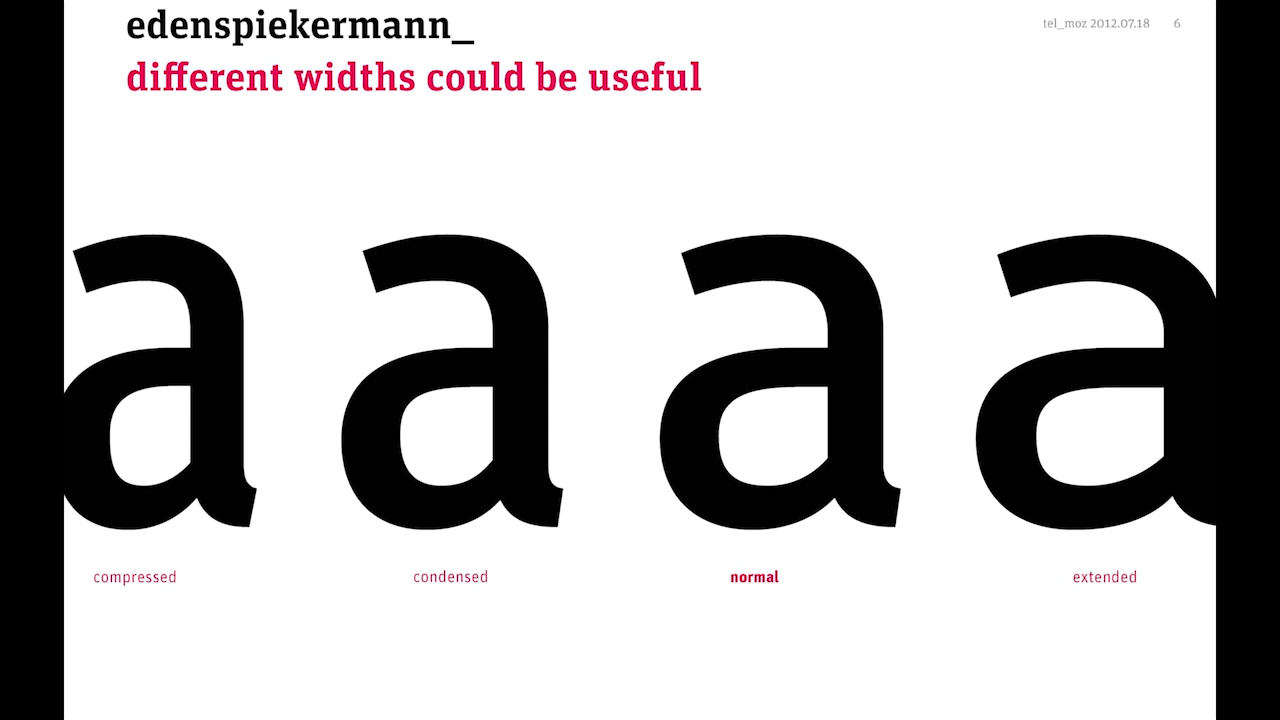 edenspiekermann_
tel_moz 2012.07.18 6
different widths could be useful
a a a a
compressed condensed normal extended